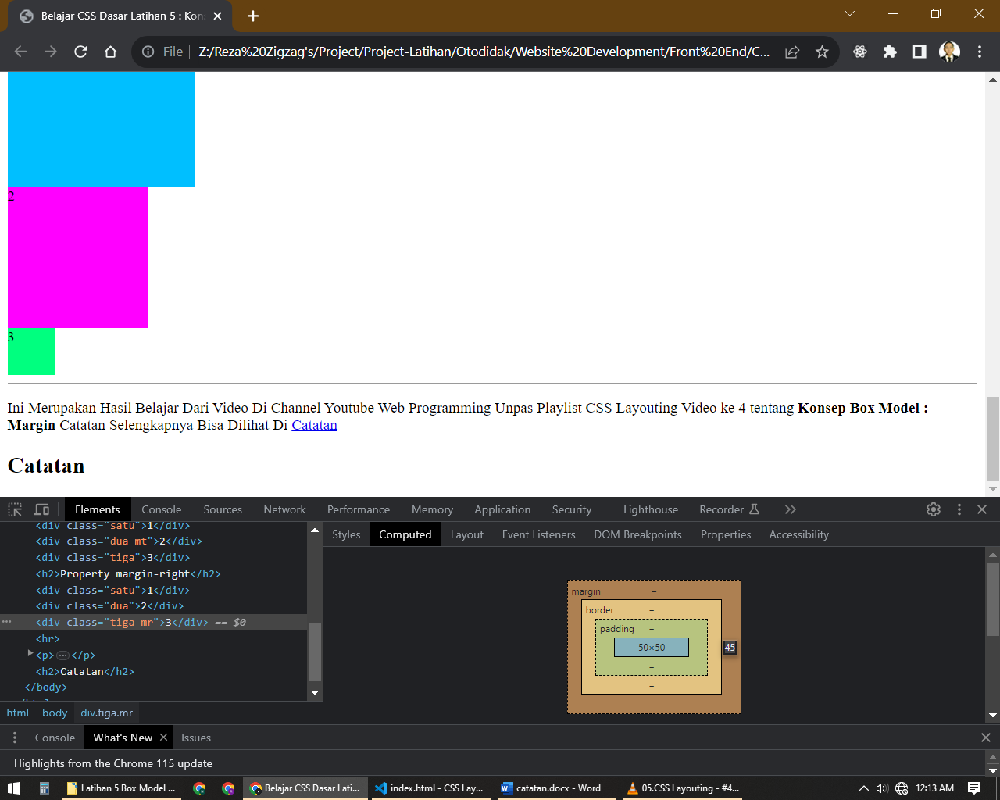 Belajar CSS Dasar Latihan 5 : Kon
File
Z:/Reza%20Zigzag's/Project/Project-Latihan/Otodidak/Website%20Development/Front%20End/C...
2
3
Ini Merupakan Hasil Belajar Dari Video Di Channel Youtube Web Programming Unpas Playlist CSS Layouting Video ke 4 tentang Konsep Box Model :
Margin Catatan Selengkapnya Bisa Dilihat Di Catatan
Catatan
Elements Console Sources Network Performance Memory Application Security Lighthouse Recorder
<div class="satu">1</div>
<div class="dua mt">2</div>
<div class="tiga">3</div>
<h2>Property margin-right</h2>
<div class="satu">1</div>
<div class="dua">2</div>
<div class="tiga mr">3</div> == $0
<hr>
<p>…</p>
<h2>Catatan</h2>
</body>
html body div.tiga.mr
Styles Computed Layout Event Listeners DOM Breakpoints Properties Accessibility
margin –
border –
padding –
– – – 50×50 – – 45
–
–
–
Console What's New Issues
Highlights from the Chrome 115 update
Latihan 5 Box Model ... Belajar CSS Dasar Lati... index.html - CSS Lay... catatan.docx - Word 05.CSS Layouting - #4... 12:13 AM